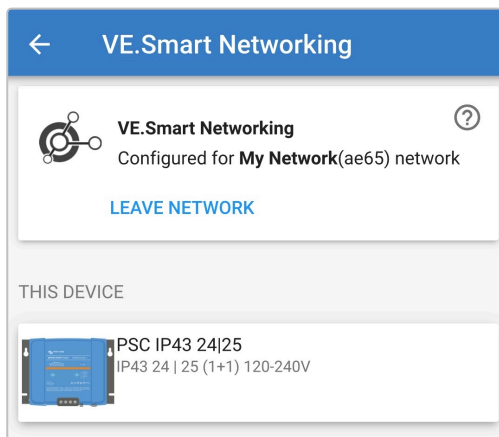 VE.Smart Networking
VE.Smart Networking
Configured for My Network(ae65) network
LEAVE NETWORK
THIS DEVICE
PSC IP43 24|25
IP43 24 | 25 (1+1) 120-240V